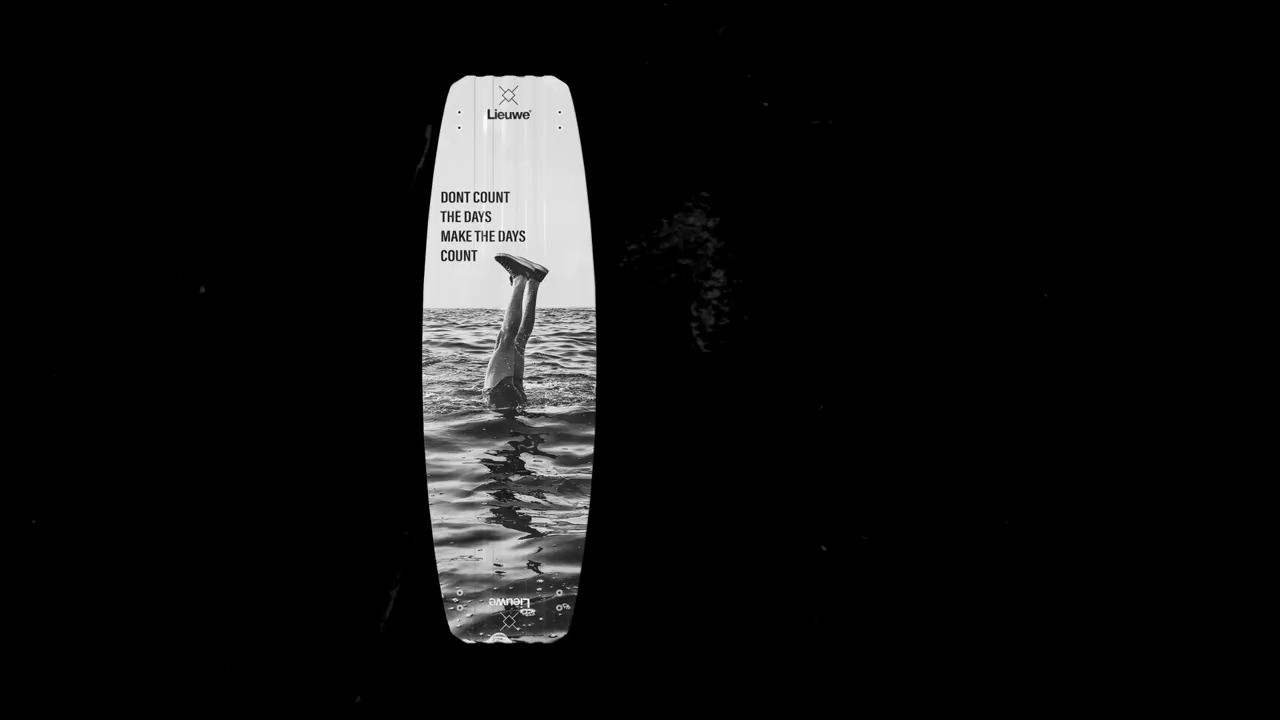 Lieuwe®
DONT COUNT
THE DAYS
MAKE THE DAYS
COUNT
Lieuwe